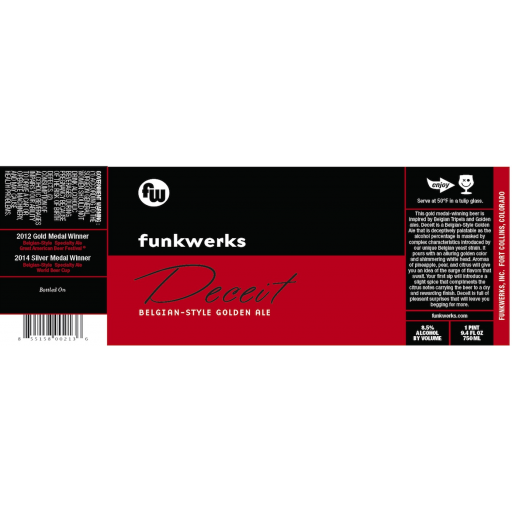 GOVERNMENT WARNING:
2012 Gold Medal Winner
Belgian-Style Specialty Ale
Great American Beer Festival
2014 Silver Medal Winner
Belgian-Style Specialty Ale
World Beer Cup
Bottled On
fw
funkwerks
Deceit
BELGIAN-STYLE GOLDEN ALE
enjoy
Serve at 50°F in a tulip glass.
This gold medal-winning beer is
inspired by Belgian Tripels and Golden
ales. Deceit is a Belgian-Style Golden
Ale that is deceptively palatable as the
alcohol percentage is masked by
complex characteristics introduced by
our unique Belgian yeast strain. It
pours with an alluring golden color
and shimmering white head. Aromas
of pineapple, pear, and citrus will give
you an idea of the surge of flavors that
await. Your first sip will introduce a
slight spice that compliments the
citrus notes carrying the beer to a dry
and rewarding finish. Deceit is full of
pleasant surprises that will leave you
begging for more.
funkwerks.com
8.5%
ALCOHOL
BY VOLUME
1 PINT
9.4 FL OZ
750ML
FUNKWERKS, INC. FORT COLLINS, COLORADO